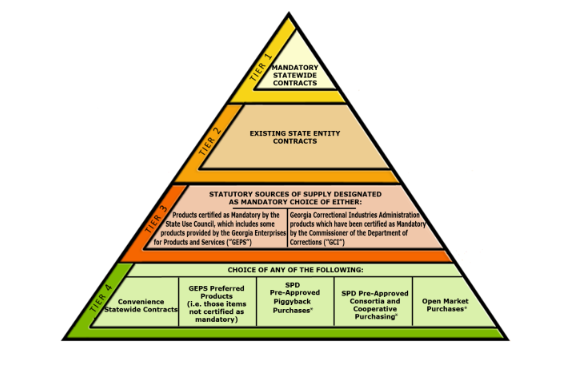 TIER 1
MANDATORY
STATEWIDE
CONTRACTS
TIER 2
EXISTING STATE ENTITY
CONTRACTS
TIER 3
STATUTORY SOURCES OF SUPPLY DESIGNATED
AS MANDATORY CHOICE OF EITHER:
Products certified as Mandatory by the
State Use Council, which includes some
products provided by the Georgia Enterprises
for Products and Services ("GEPS")
Georgia Correctional Industries Administration
products which have been certified as Mandatory
by the Commissioner of the Department of
Corrections ("GCI")
TIER 4
CHOICE OF ANY OF THE FOLLOWING:
Convenience
Statewide Contracts
GEPS Preferred
Products
(i.e. those items
not certified as
mandatory)
SPD
Pre-Approved
Piggyback
Purchases*
SPD Pre-Approved
Consortia and
Cooperative
Purchasing*
Open Market
Purchases*